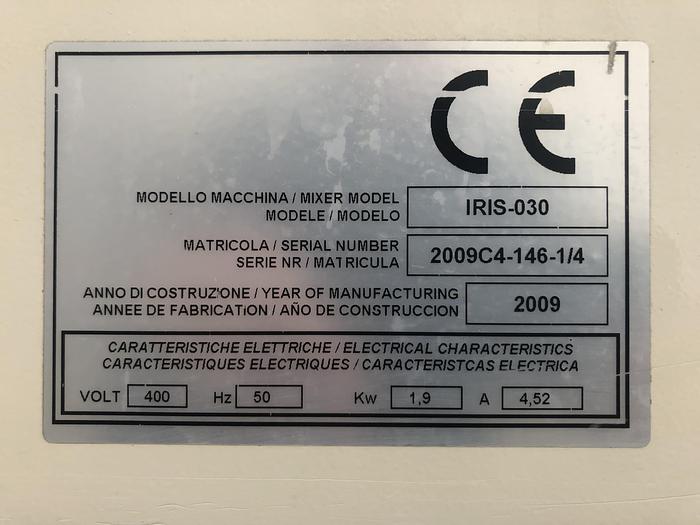 CE
MODELLO MACCHINA / MIXER MODEL
MODELE / MODELO
IRIS-030
MATRICOLA / SERIAL NUMBER
SERIE NR / MATRICULA
2009C4-146-1/4
ANNO DI COSTRUZIONE / YEAR OF MANUFACTURING
ANNEE DE FABRICATION / AÑO DE CONSTRUCCION
2009
CARATTERISTICHE ELETTRICHE / ELECTRICAL CHARACTERISTICS
CARACTERISTIQUES ELECTRIQUES / CARACTERISTCAS ELECTRICA
VOLT 400 Hz 50 Kw 1,9 A 4,52